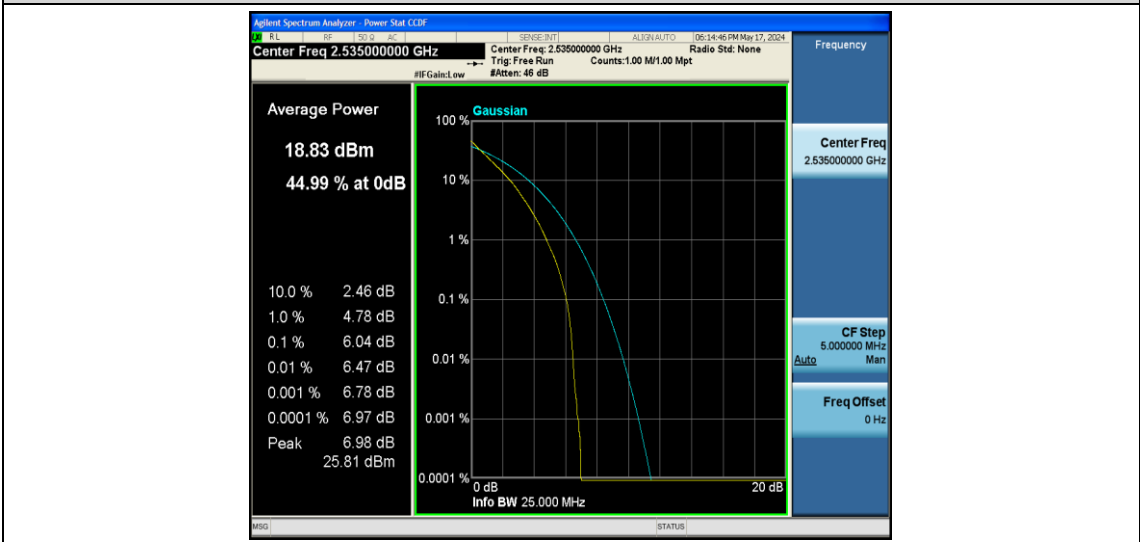 Agilent Spectrum Analyzer - Power Stat CCDF
LXI RL RF 50 Ω AC SENSE:INT ALIGN AUTO 06:14:46 PM May 17, 2024
Center Freq 2.535000000 GHz
Center Freq: 2.535000000 GHz Radio Std: None
Trig: Free Run Counts:1.00 M/1.00 Mpt
#IFGain:Low #Atten: 46 dB
Frequency
Average Power
18.83 dBm
44.99 % at 0dB
10.0 % 2.46 dB
1.0 % 4.78 dB
0.1 % 6.04 dB
0.01 % 6.47 dB
0.001 % 6.78 dB
0.0001 % 6.97 dB
Peak 6.98 dB
25.81 dBm
Gaussian
100 %
10 %
1 %
0.1 %
0.01 %
0.001 %
0.0001 %
0 dB 20 dB
Info BW 25.000 MHz
Center Freq
2.535000000 GHz
CF Step
5.000000 MHz
Auto Man
Freq Offset
0 Hz
MSG STATUS